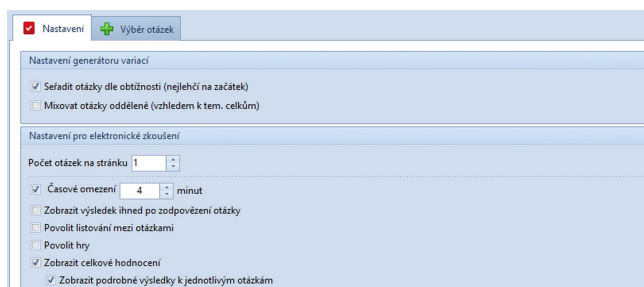 Nastavení Výběr otázek
Nastavení generátoru variací
Seřadit otázky dle obtížnosti (nejlehčí na začátek)
Mixovat otázky odděleně (vzhledem k tem. celkům)
Nastavení pro elektronické zkoušení
Počet otázek na stránku 1
Časové omezení 4 minut
Zobrazit výsledek ihned po zodpovězení otázky
Povolit listování mezi otázkami
Povolit hry
Zobrazit celkové hodnocení
Zobrazit podrobné výsledky k jednotlivým otázkám